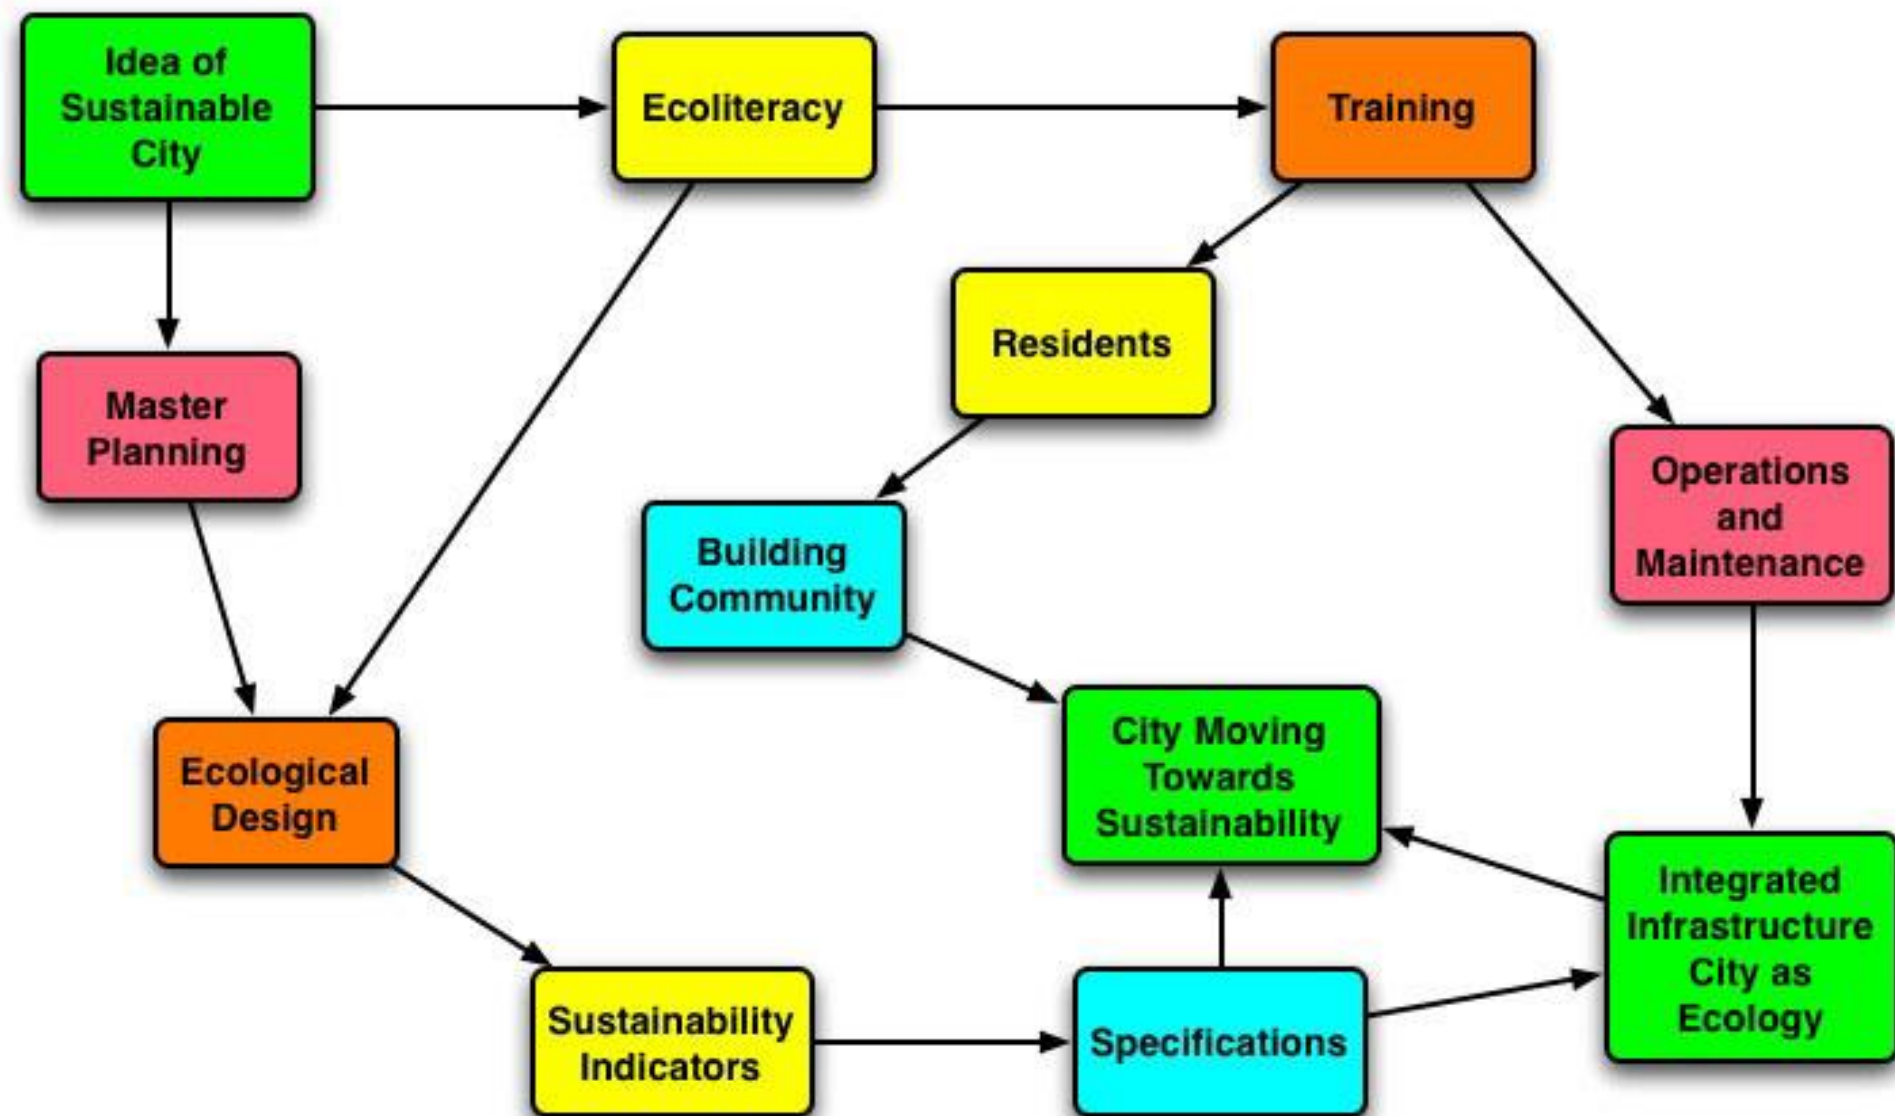 Idea of
Sustainable
City
Ecoliteracy
Training
Residents
Master
Planning
Operations
and
Maintenance
Building
Community
City Moving
Towards
Sustainability
Ecological
Design
Integrated
Infrastructure
City as
Ecology
Sustainability
Indicators
Specifications